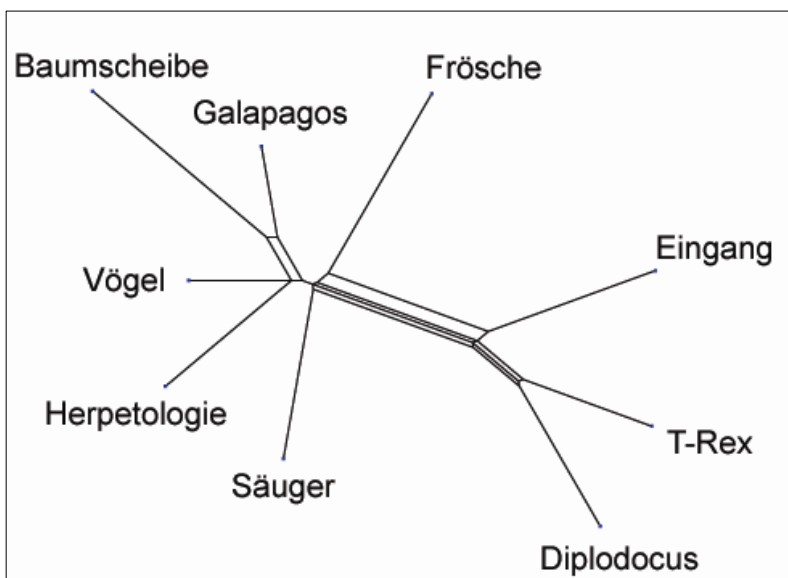 Baumscheibe
Frösche
Galapagos
Eingang
Vögel
Herpetologie
T-Rex
Säuger
Diplodocus